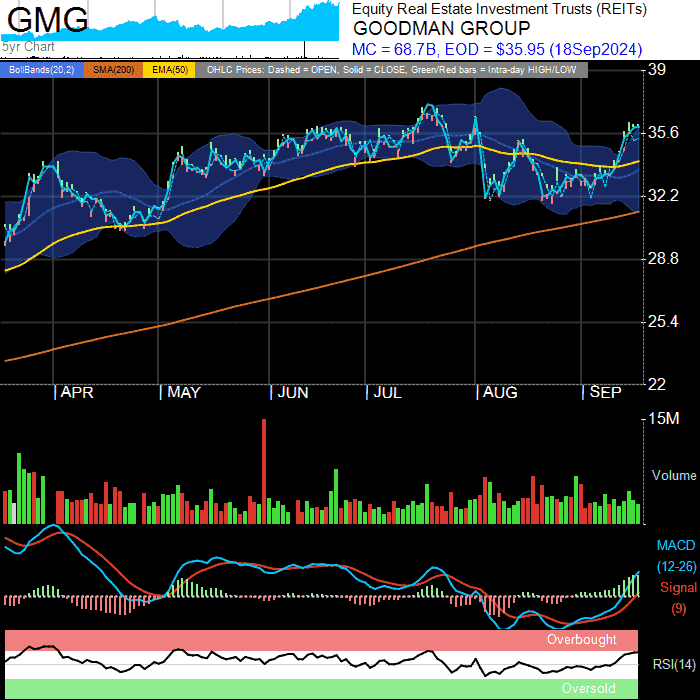 GMG
5yr Chart
Equity Real Estate Investment Trusts (REITs)
GOODMAN GROUP
MC = 68.7B, EOD = $35.95 (18Sep2024)
BollBands(20,2) SMA(200) EMA(50) OHLC Prices: Dashed = OPEN, Solid = CLOSE, Green/Red bars = Intra-day HIGH/LOW
39
35.6
32.2
28.8
25.4
22
APR MAY JUN JUL AUG SEP
15M
Volume
MACD
(12-26)
Signal
(9)
Overbought
RSI(14)
Oversold